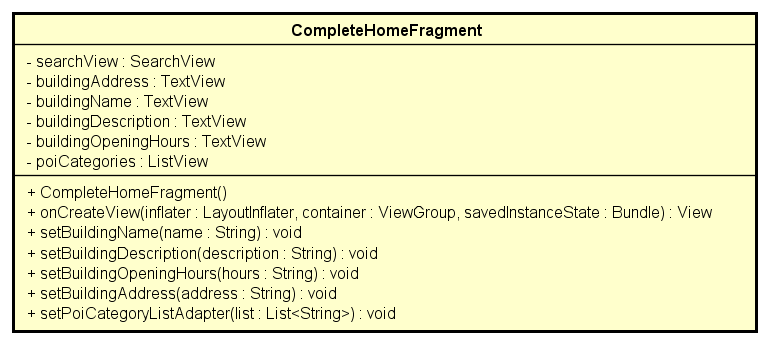 CompleteHomeFragment
- searchView : SearchView
- buildingAddress : TextView
- buildingName : TextView
- buildingDescription : TextView
- buildingOpeningHours : TextView
- poiCategories : ListView
+ CompleteHomeFragment()
+ onCreateView(inflater : LayoutInflater, container : ViewGroup, savedInstanceState : Bundle) : View
+ setBuildingName(name : String) : void
+ setBuildingDescription(description : String) : void
+ setBuildingOpeningHours(hours : String) : void
+ setBuildingAddress(address : String) : void
+ setPoiCategoryListAdapter(list : List<String>) : void